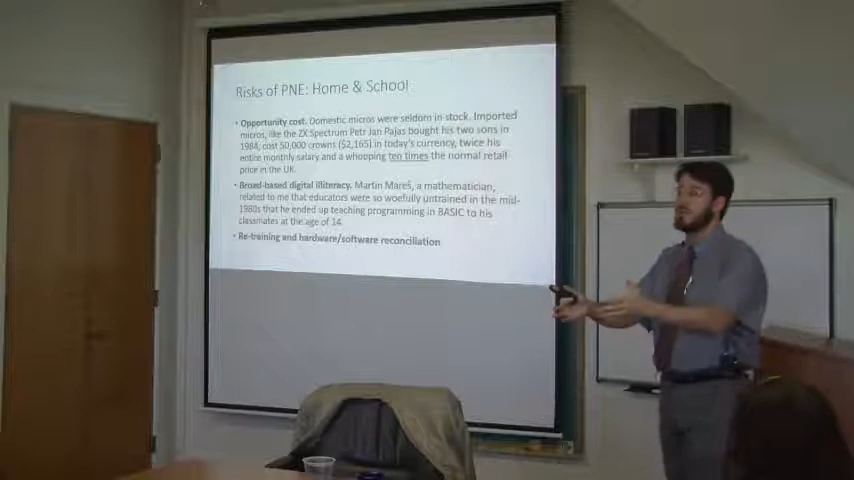 Risks of PNE: Home & School
• Opportunity cost. Domestic micros were seldom in stock. Imported
micros, like the ZX Spectrum Petr Jan Pajas bought his two sons in
1984, cost 50,000 crowns ($2,165) in today's currency, twice his
entire monthly salary and a whooping ten times the normal retail
price in the UK.
• Broad-based digital illiteracy. Martin Mareš, a mathematician,
related to me that educators were so woefully untrained in the mid-
1980s that he ended up teaching programming in BASIC to his
classmates at the age of 14.
• Re-training and hardware/software reconciliation